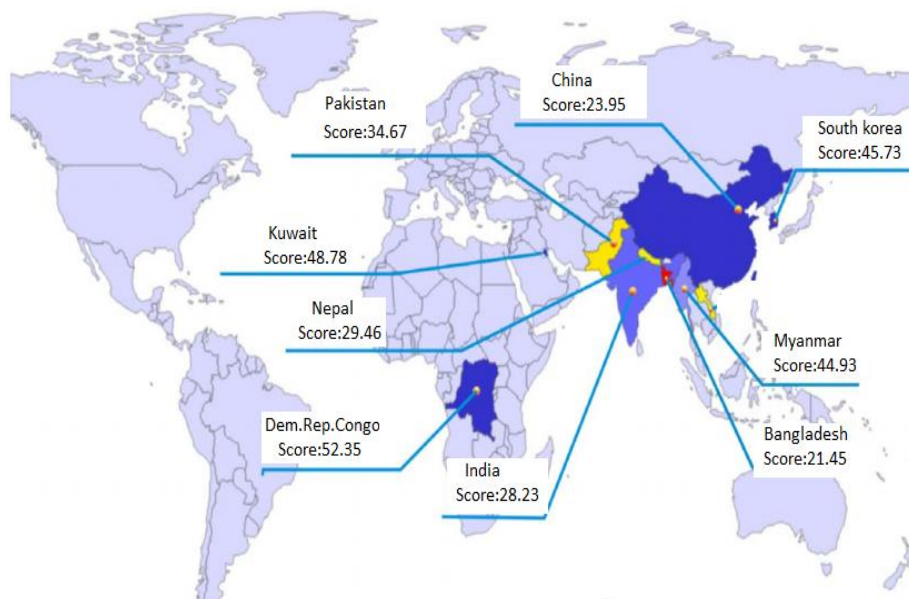 China
Score:23.95
Pakistan
Score:34.67
South korea
Score:45.73
Kuwait
Score:48.78
Nepal
Score:29.46
Myanmar
Score:44.93
Dem.Rep.Congo
Score:52.35
Bangladesh
Score:21.45
India
Score:28.23